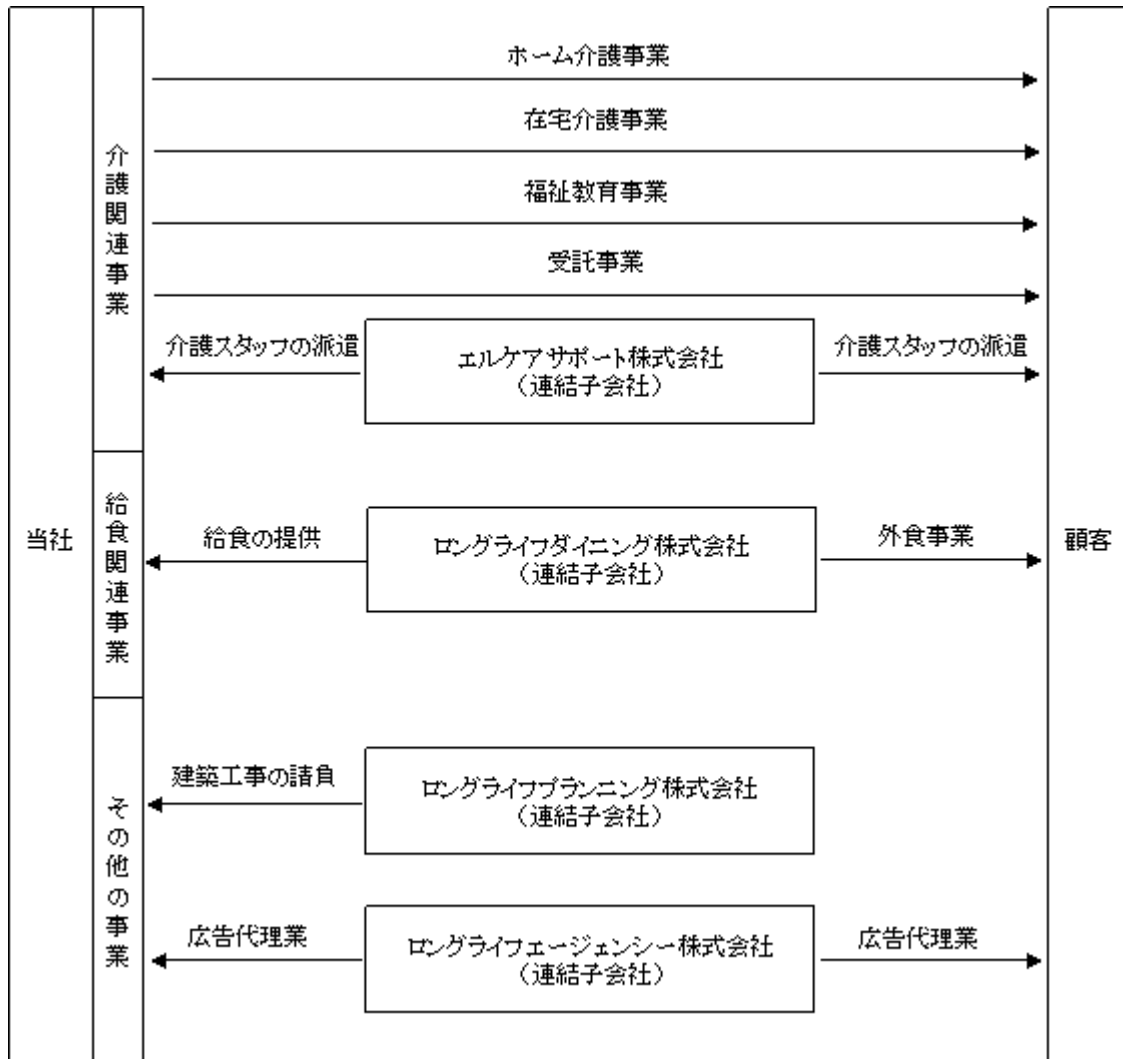 当社
介護関連事業
ホーム介護事業
在宅介護事業
福祉教育事業
受託事業
介護スタッフの派遣
エルケアサポート株式会社
(連結子会社)
介護スタッフの派遣
給食関連事業
給食の提供
ロングライフダイニング株式会社
(連結子会社)
外食事業
顧客
その他の事業
建築工事の請負
ロングライフプランニング株式会社
(連結子会社)
広告代理業
ロングライフエージェンシー株式会社
(連結子会社)
広告代理業